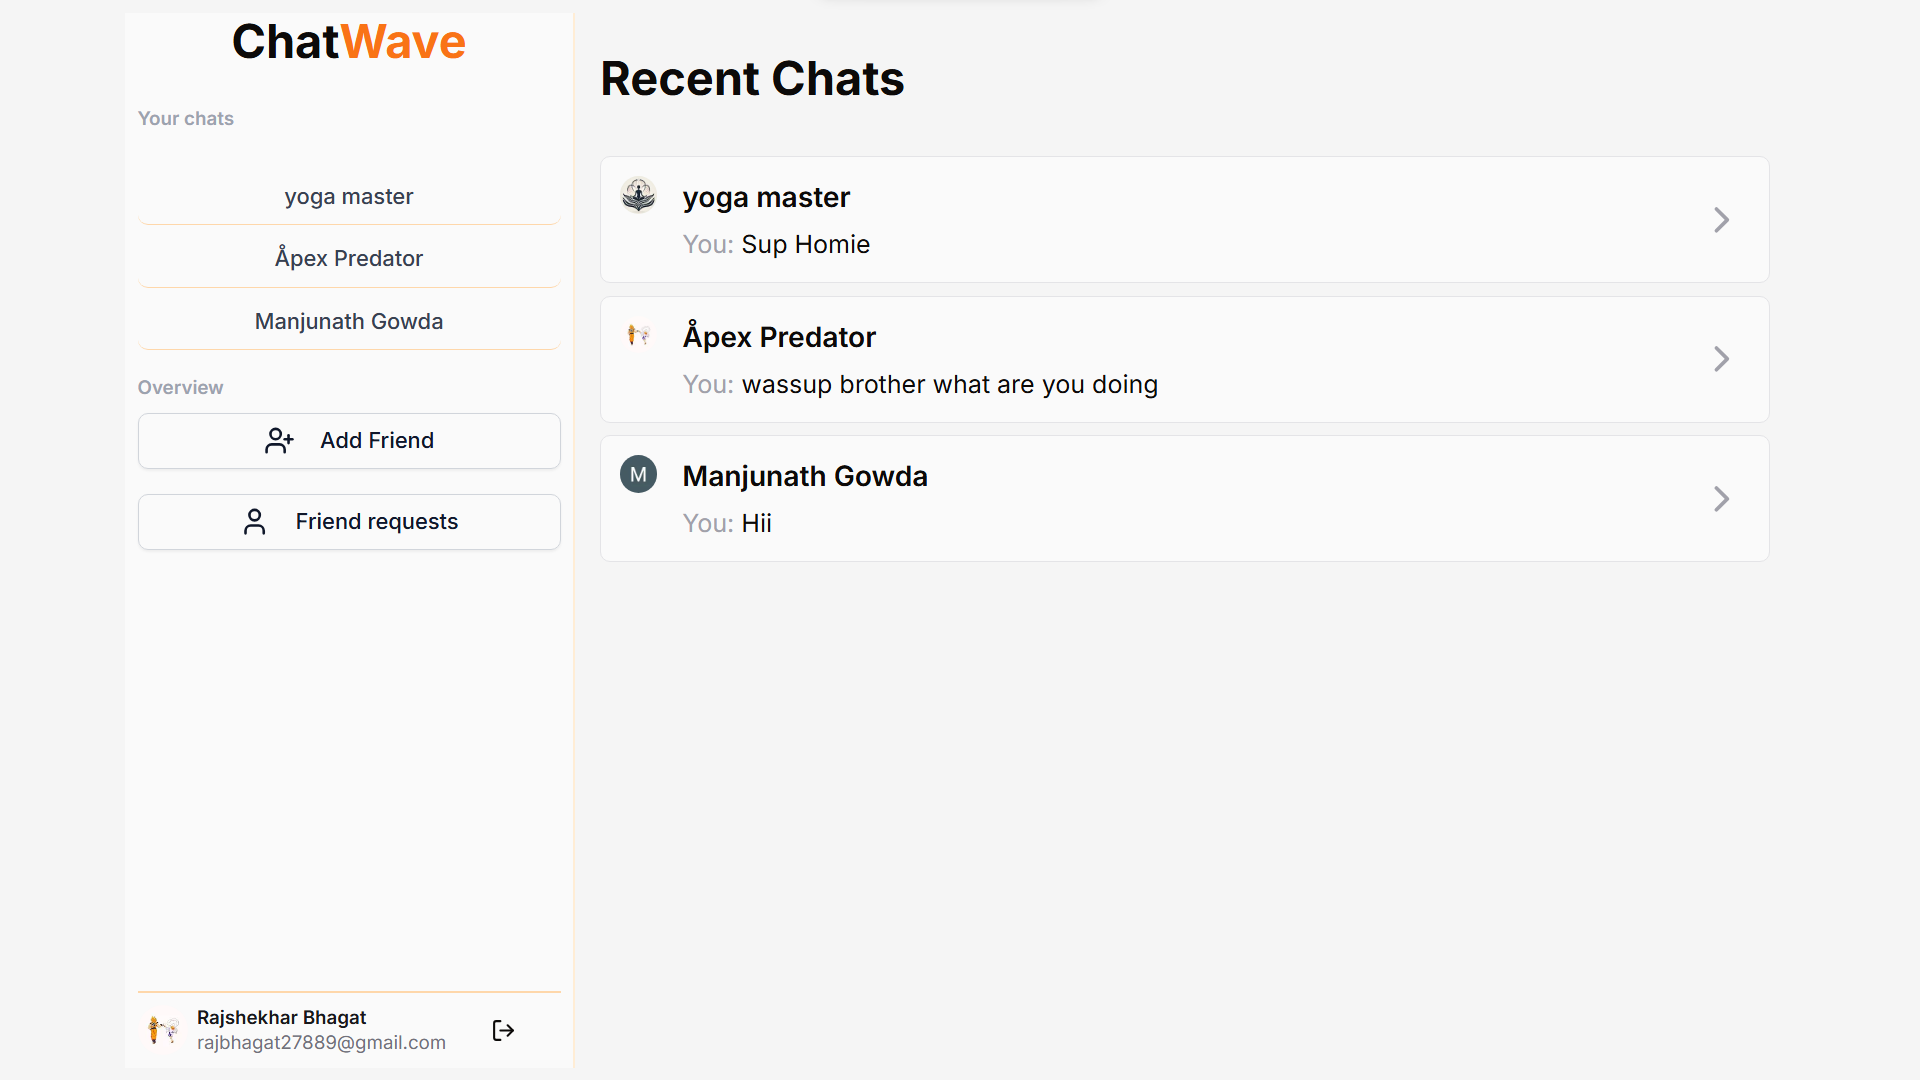 ChatWave
Your chats
yoga master
Åpex Predator
Manjunath Gowda
Overview
Add Friend
Friend requests
Rajshekhar Bhagat
rajbhagat27889@gmail.com
Recent Chats
yoga master
You: Sup Homie
Åpex Predator
You: wassup brother what are you doing
M
Manjunath Gowda
You: Hii